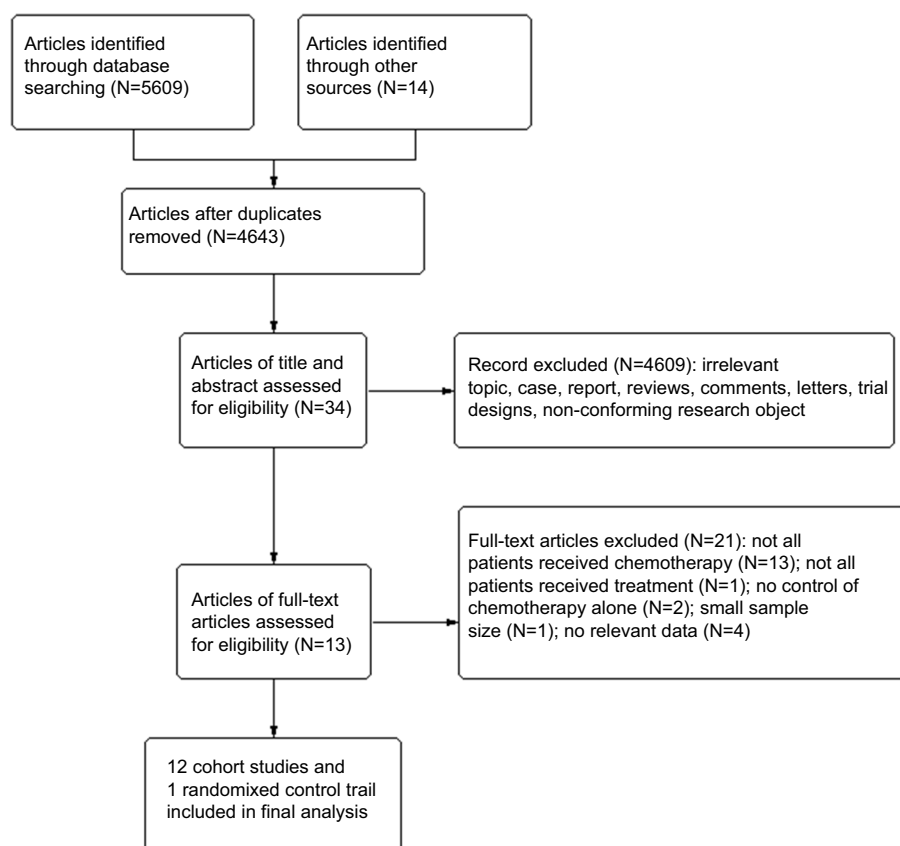 Articles identified
through database
searching (N=5609)
Articles identified
through other
sources (N=14)
Articles after duplicates
removed (N=4643)
Articles of title and
abstract assessed
for eligibility (N=34)
Record excluded (N=4609): irrelevant
topic, case, report, reviews, comments, letters, trial
designs, non-conforming research object
Full-text articles excluded (N=21): not all
patients received chemotherapy (N=13); not all
patients received treatment (N=1); no control of
chemotherapy alone (N=2); small sample
size (N=1); no relevant data (N=4)
Articles of full-text
articles assessed
for eligibility (N=13)
12 cohort studies and
1 randomixed control trail
included in final analysis